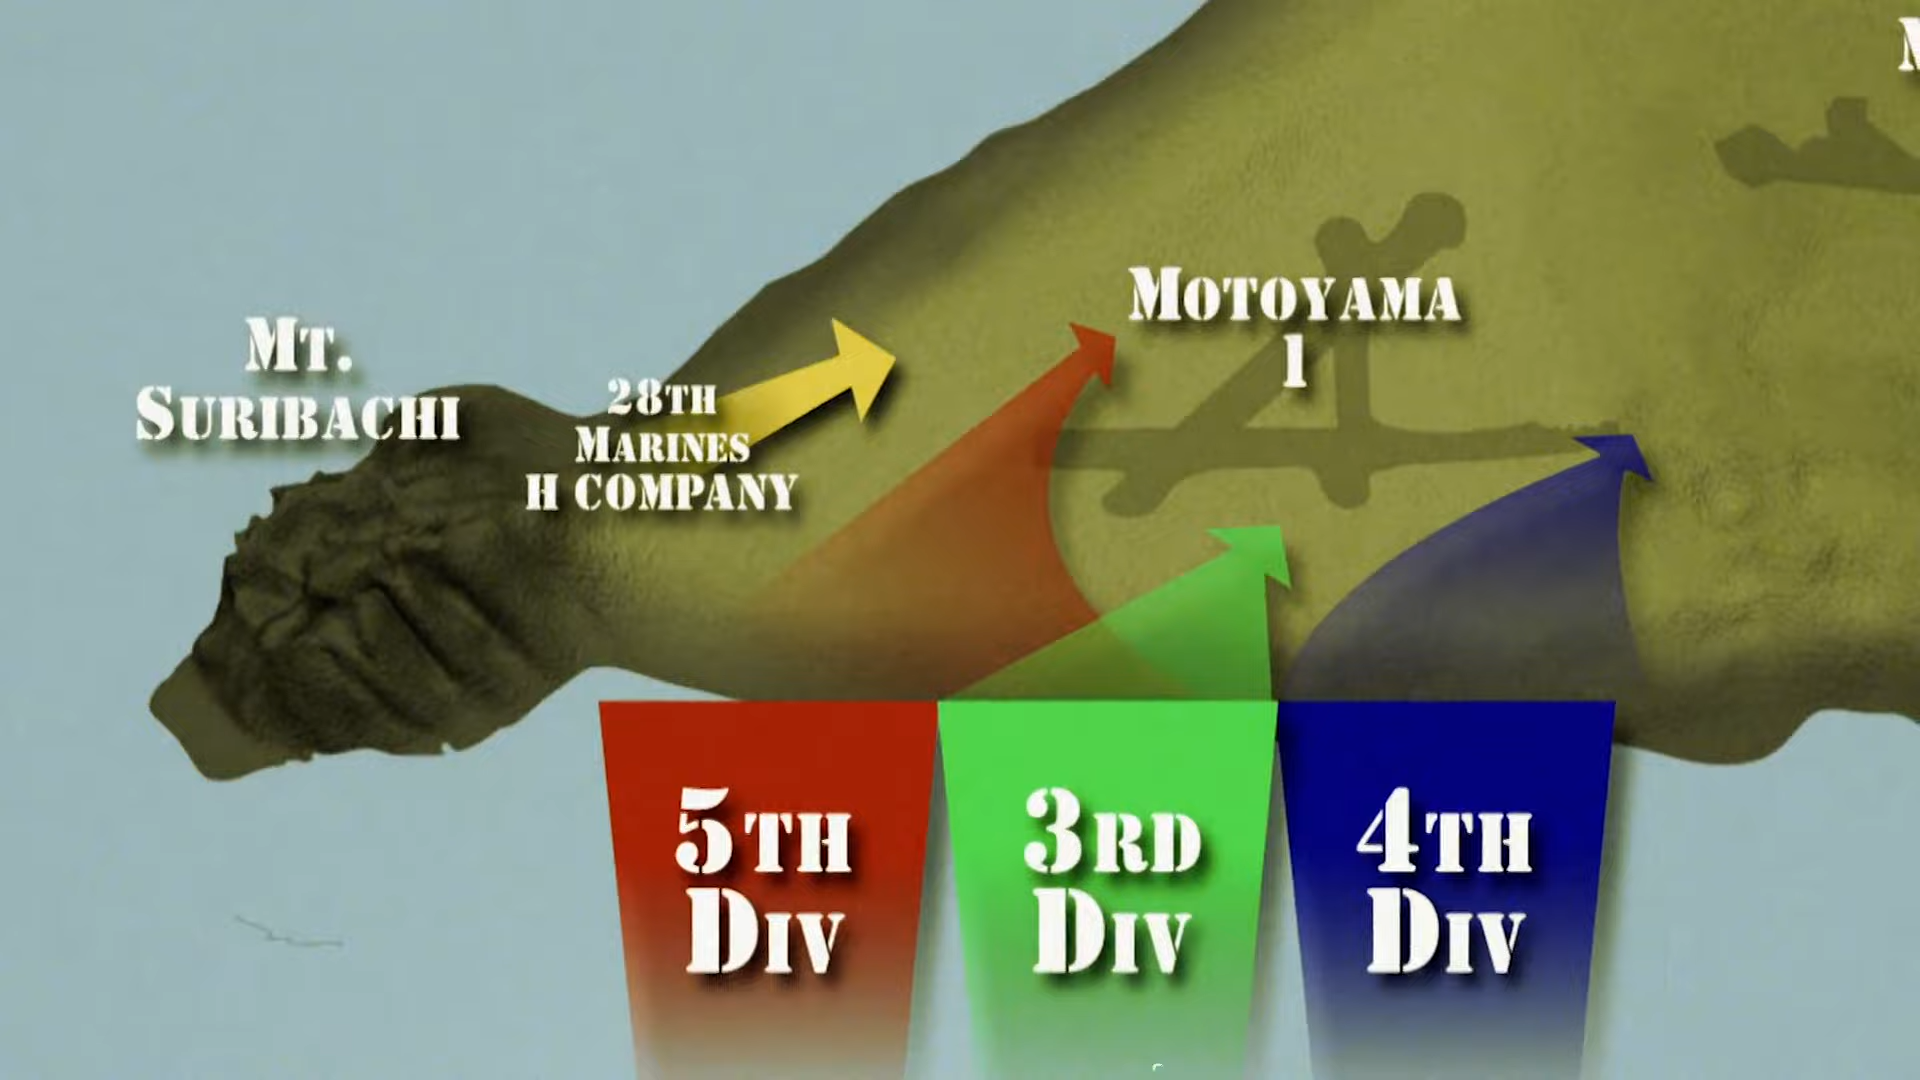 Mt.
Suribachi
28th
Marines
H Company
Motoyama
1
5th
Div
3rd
Div
4th
Div